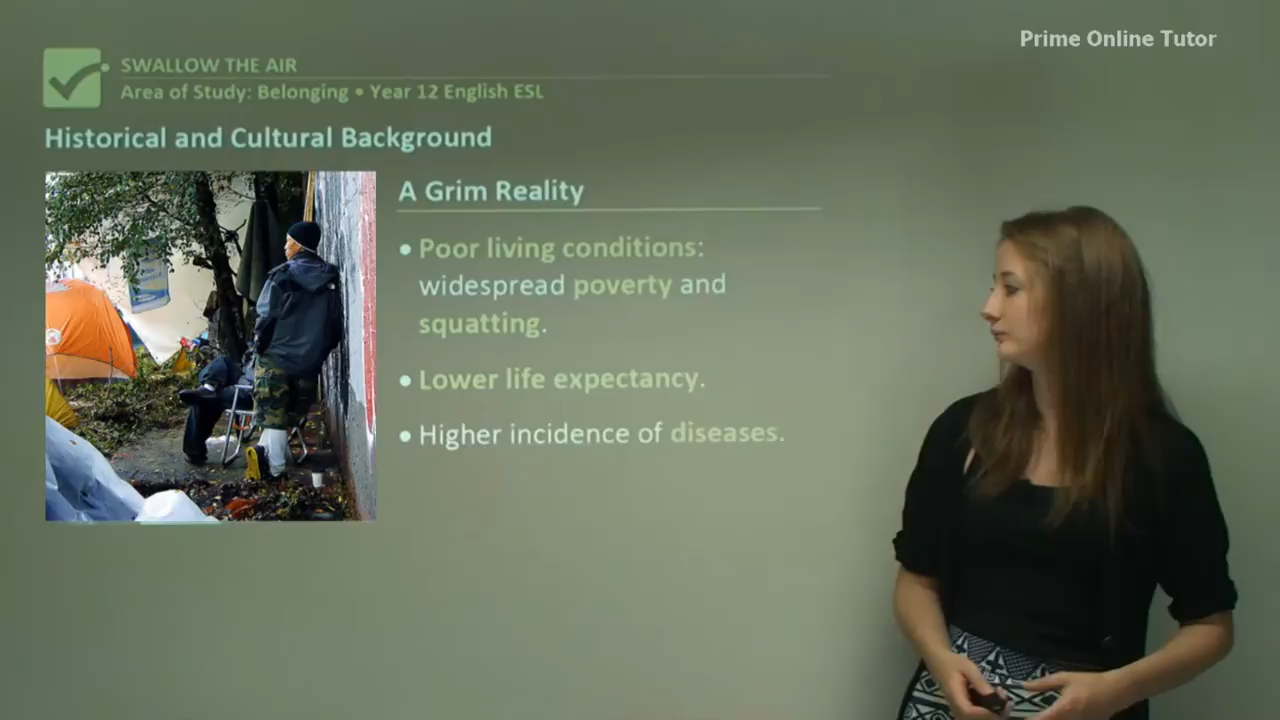 Prime Online Tutor
SWALLOW THE AIR
Area of Study: Belonging • Year 12 English ESL
Historical and Cultural Background
A Grim Reality
• Poor living conditions:
widespread poverty and
squatting.
• Lower life expectancy.
• Higher incidence of diseases.